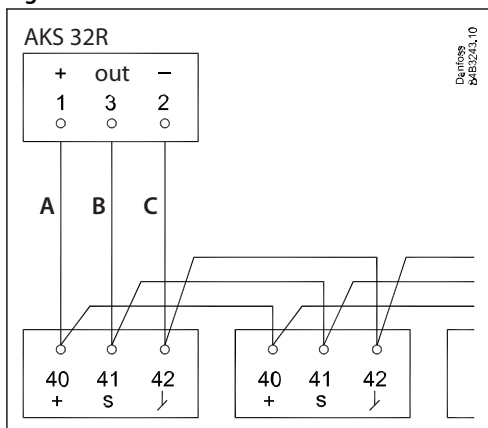 AKS 32R
+ out −
1 3 2
Danfoss
84B3243.10
A B C
40 41 42 40 41 42
+ S + S